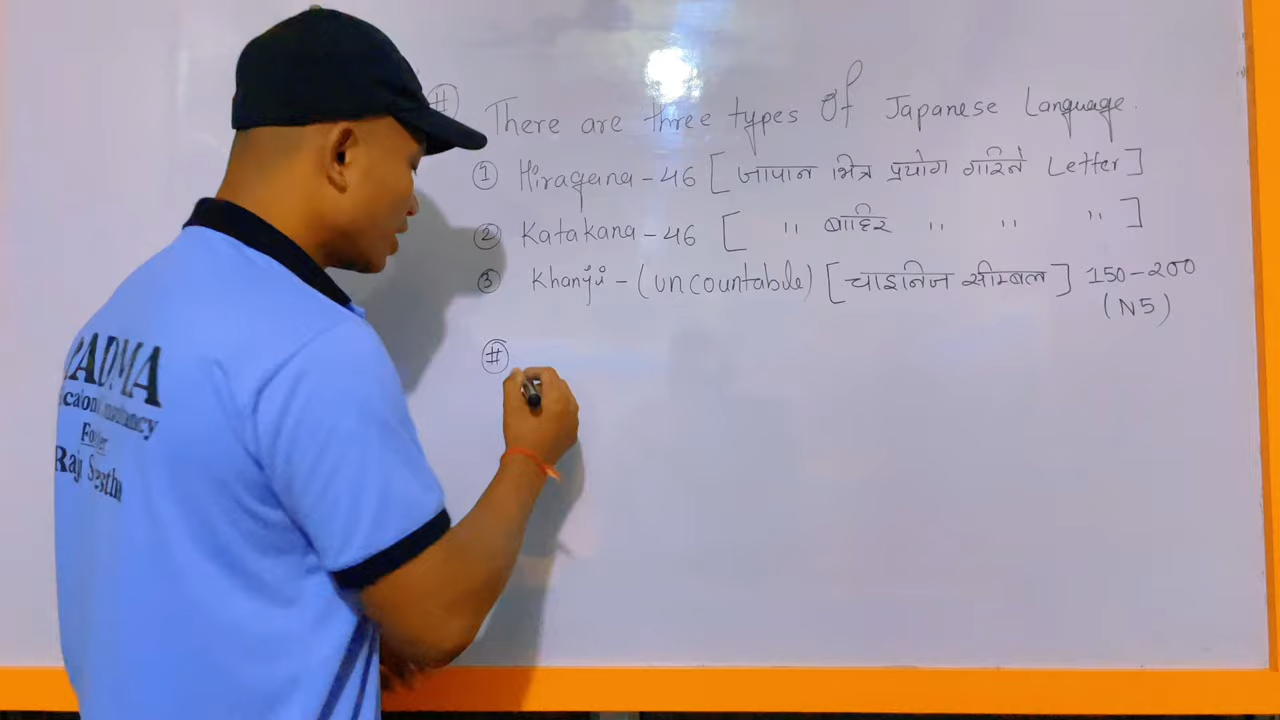 # There are three types Of Japanese Language.
① Hiragana - 46 [ जापान भित्र प्रयोग गरिने Letter ]
② Katakana - 46 [ " बाहिर " " " ]
③ Khanji - (uncountabile) [ चाइनिज सीम्बल ] 150-200
(N5)
#
PADMA
Raj